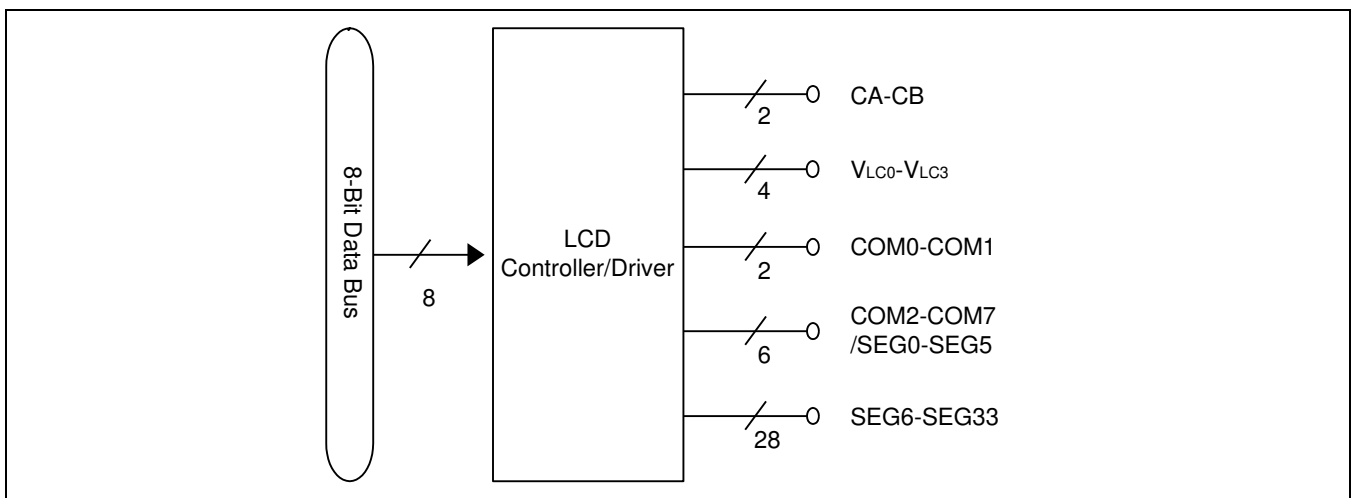 8-Bit Data Bus
8
LCD
Controller/Driver
2
CA-CB
4
VLC0-VLC3
2
COM0-COM1
6
COM2-COM7
/SEG0-SEG5
28
SEG6-SEG33